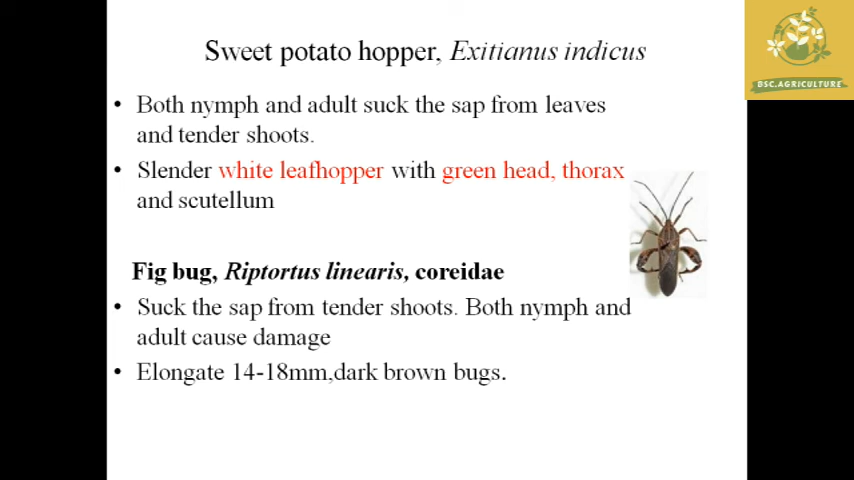 Sweet potato hopper, Exitianus indicus
BSC.AGRICULTURE
• Both nymph and adult suck the sap from leaves
and tender shoots.
• Slender white leafhopper with green head, thorax
and scutellum
Fig bug, Riptortus linearis, coreidae
• Suck the sap from tender shoots. Both nymph and
adult cause damage
• Elongate 14-18mm,dark brown bugs.